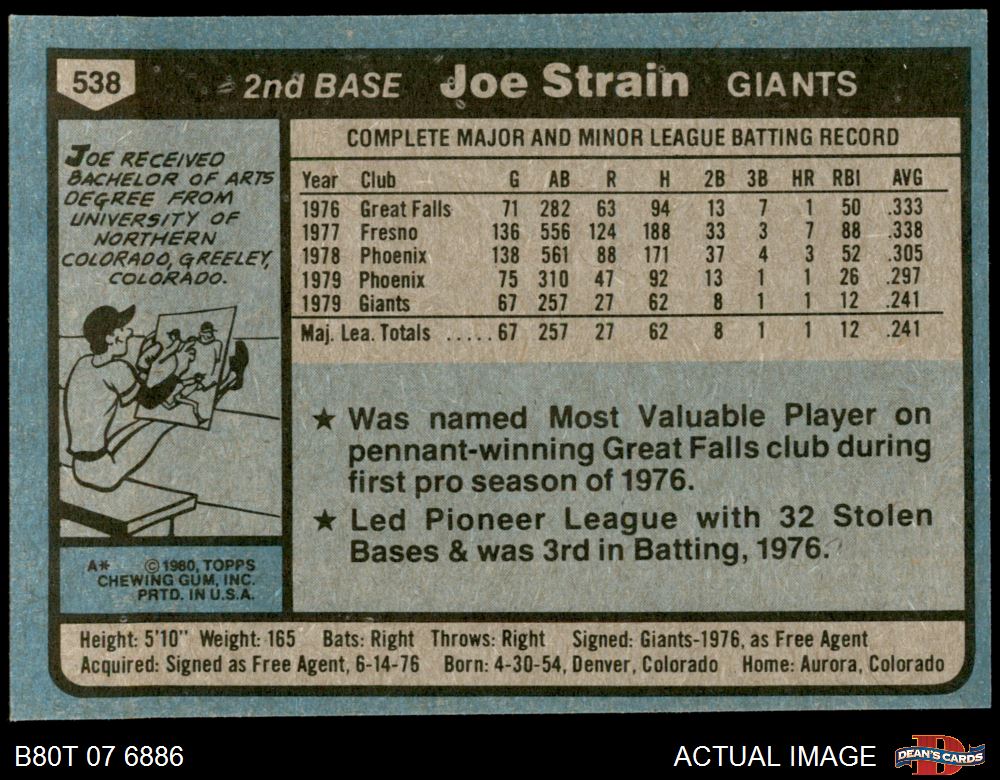 538 2nd BASE Joe Strain GIANTS
JOE RECEIVED
BACHELOR OF ARTS
DEGREE FROM
UNIVERSITY OF
NORTHERN
COLORADO, GREELEY,
COLORADO.
COMPLETE MAJOR AND MINOR LEAGUE BATTING RECORD
Year Club G AB R H 2B 3B HR RBI AVG
1976 Great Falls 71 282 63 94 13 7 1 50 .333
1977 Fresno 136 556 124 188 33 3 7 88 .338
1978 Phoenix 138 561 88 171 37 4 3 52 .305
1979 Phoenix 75 310 47 92 13 1 1 26 .297
1979 Giants 67 257 27 62 8 1 1 12 .241
Maj. Lea. Totals ..... 67 257 27 62 8 1 1 12 .241
★ Was named Most Valuable Player on
pennant-winning Great Falls club during
first pro season of 1976.
★ Led Pioneer League with 32 Stolen
Bases & was 3rd in Batting, 1976.
A* ©1980, TOPPS
CHEWING GUM, INC.
PRTD. IN U.S.A.
Height: 5'10" Weight: 165 Bats: Right Throws: Right Signed: Giants-1976, as Free Agent
Acquired: Signed as Free Agent, 6-14-76 Born: 4-30-54, Denver, Colorado Home: Aurora, Colorado
B80T 07 6886 ACTUAL IMAGE DEAN'S CARDS